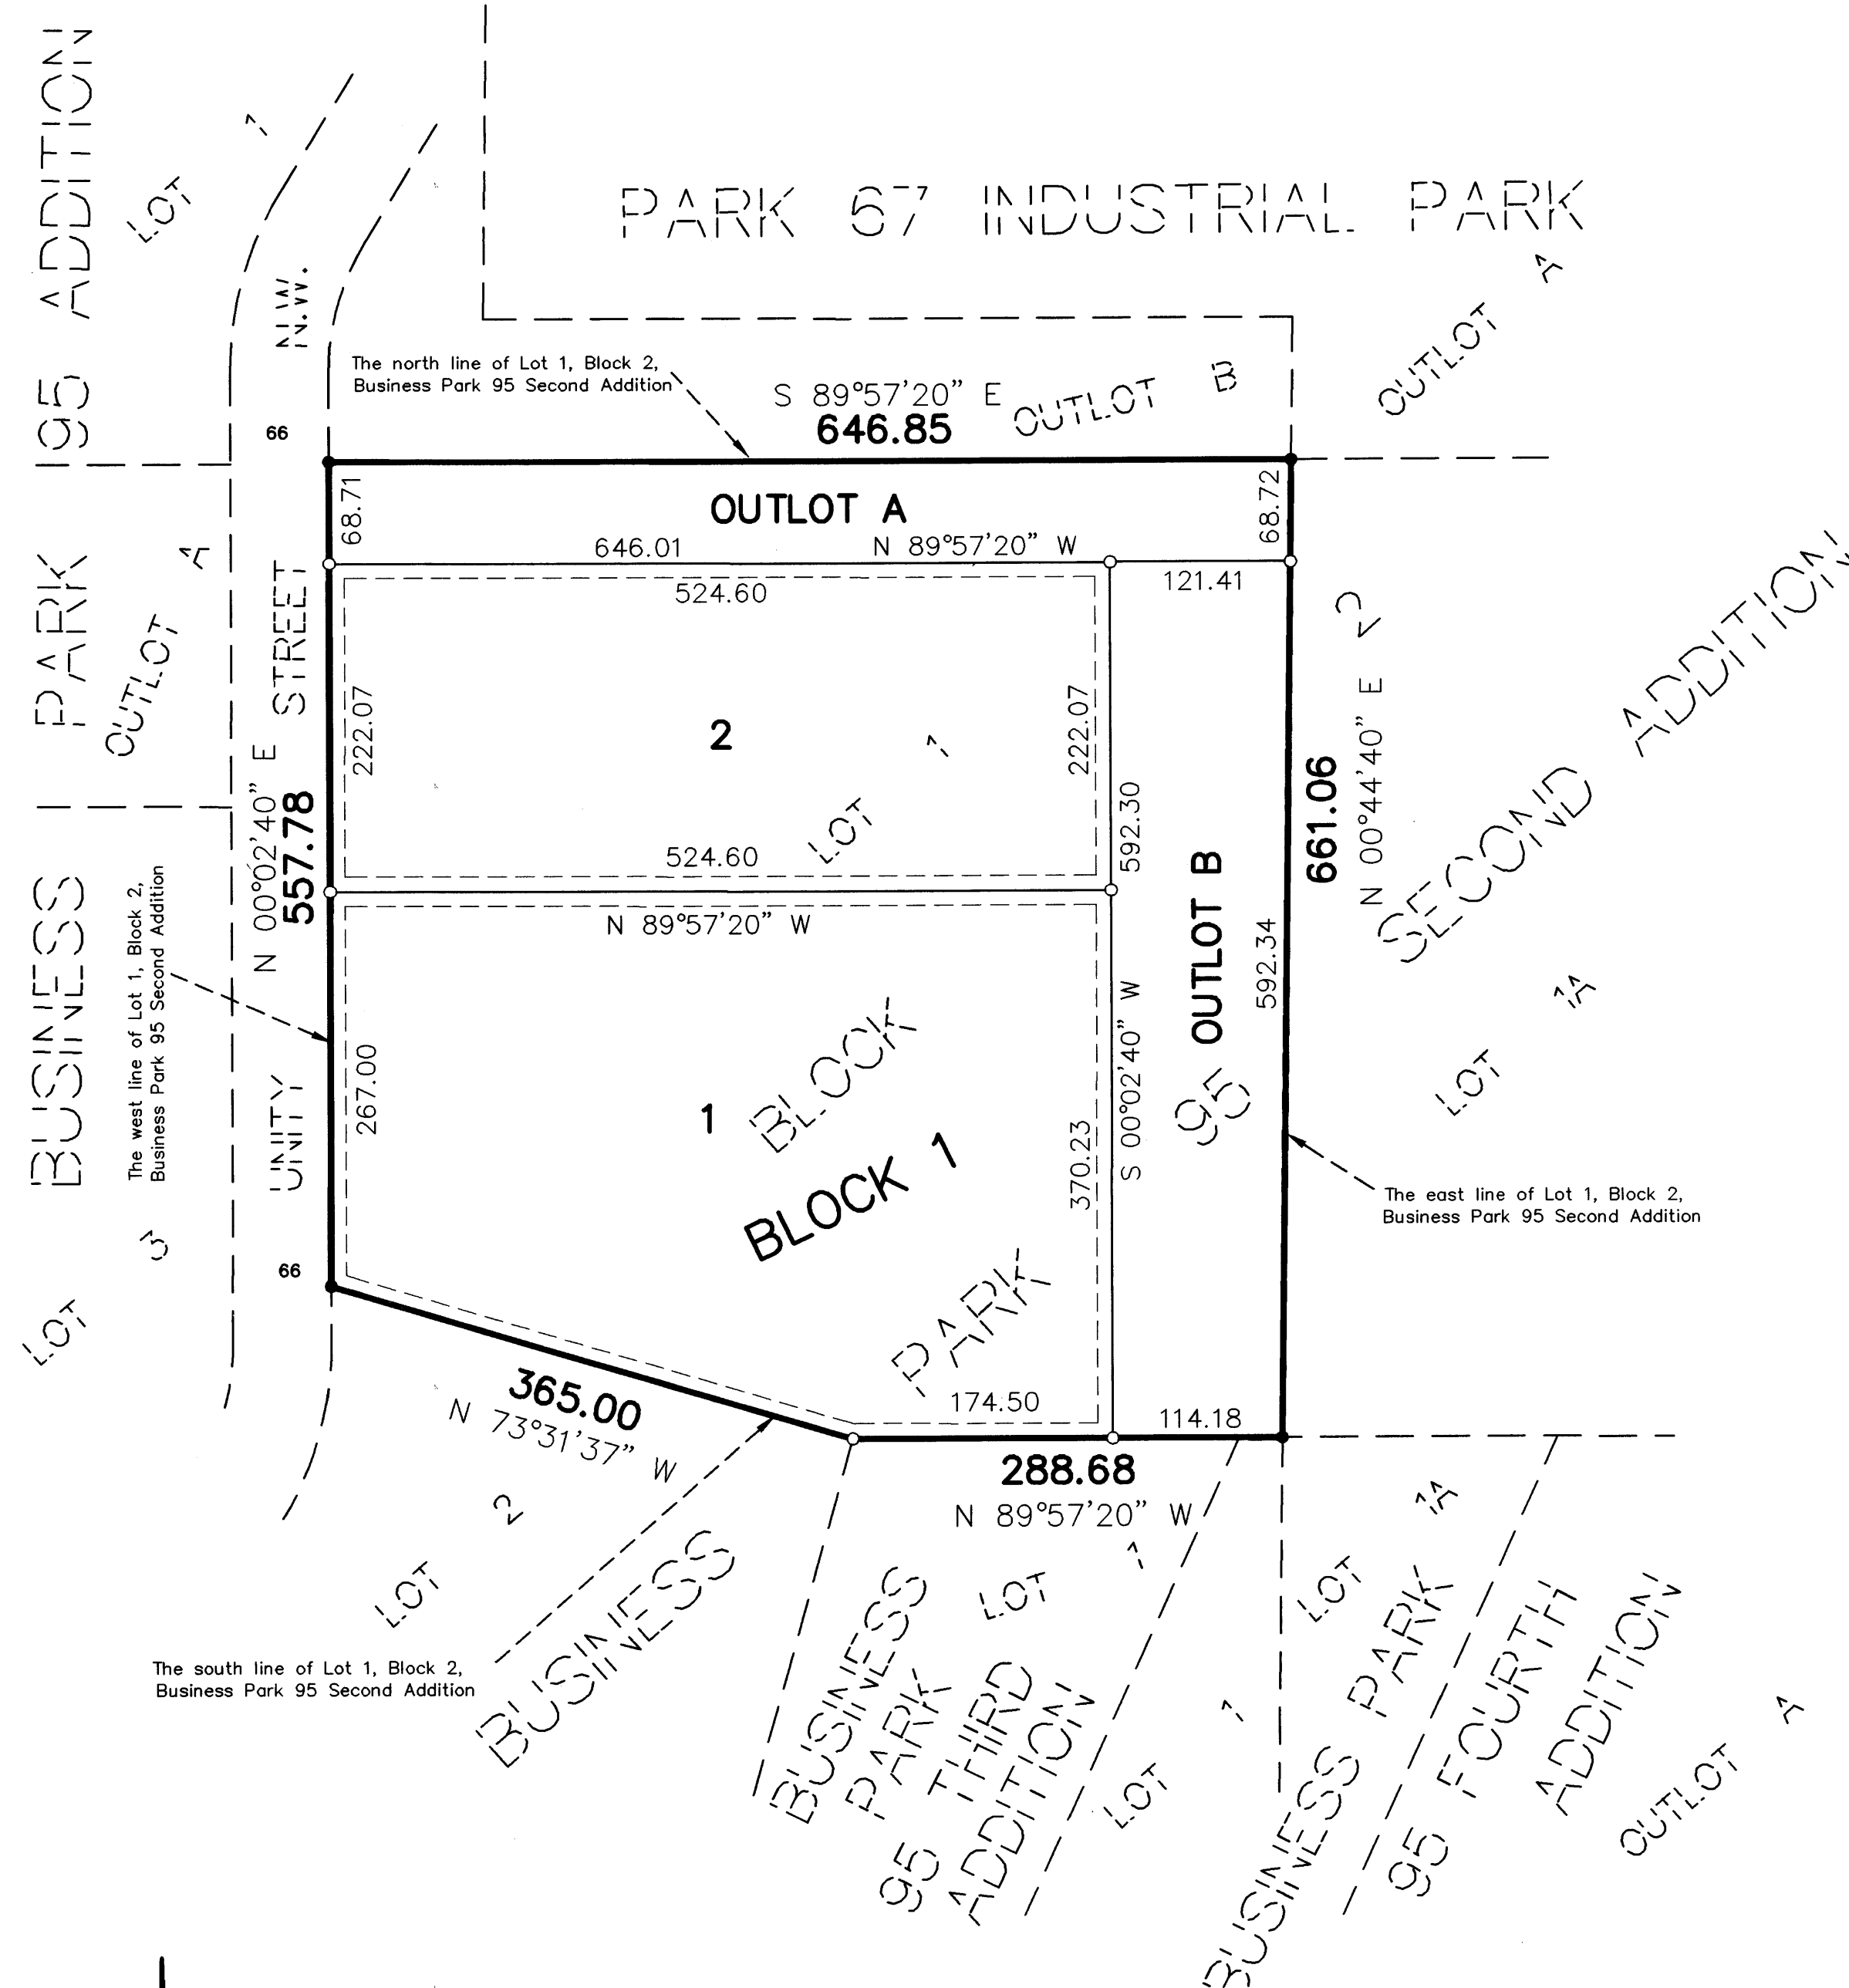 PARK 67 INDUSTRIAL PARK
OUTLOT A
BUSINESS PARK 95 ADDITION
LOT 1
OUTLOT A
LOT 3
UNITY STREET N.W.
66
66
The north line of Lot 1, Block 2,
Business Park 95 Second Addition
S 89°57'20" E
646.85
OUTLOT B
68.71
OUTLOT A
68.72
646.01
N 89°57'20" W
524.60
121.41
222.07
2
222.07
592.30
524.60
N 89°57'20" W
N 00°02'40" E
557.78
The west line of Lot 1, Block 2,
Business Park 95 Second Addition
267.00
1
LOT 1
BLOCK 2
BLOCK 1
370.23
S 00°02'40" W
OUTLOT B
592.34
661.06
N 00°44'40" E
BUSINESS PARK 95 SECOND ADDITION
LOT 1A
The east line of Lot 1, Block 2,
Business Park 95 Second Addition
174.50
114.18
365.00
N 73°31'37" W
288.68
N 89°57'20" W
LOT 2
The south line of Lot 1, Block 2,
Business Park 95 Second Addition
BUSINESS
PARK
95 THIRD
ADDITION
LOT 1
LOT 1
LOT 1A
BUSINESS PARK
95 FOURTH
ADDITION
OUTLOT A